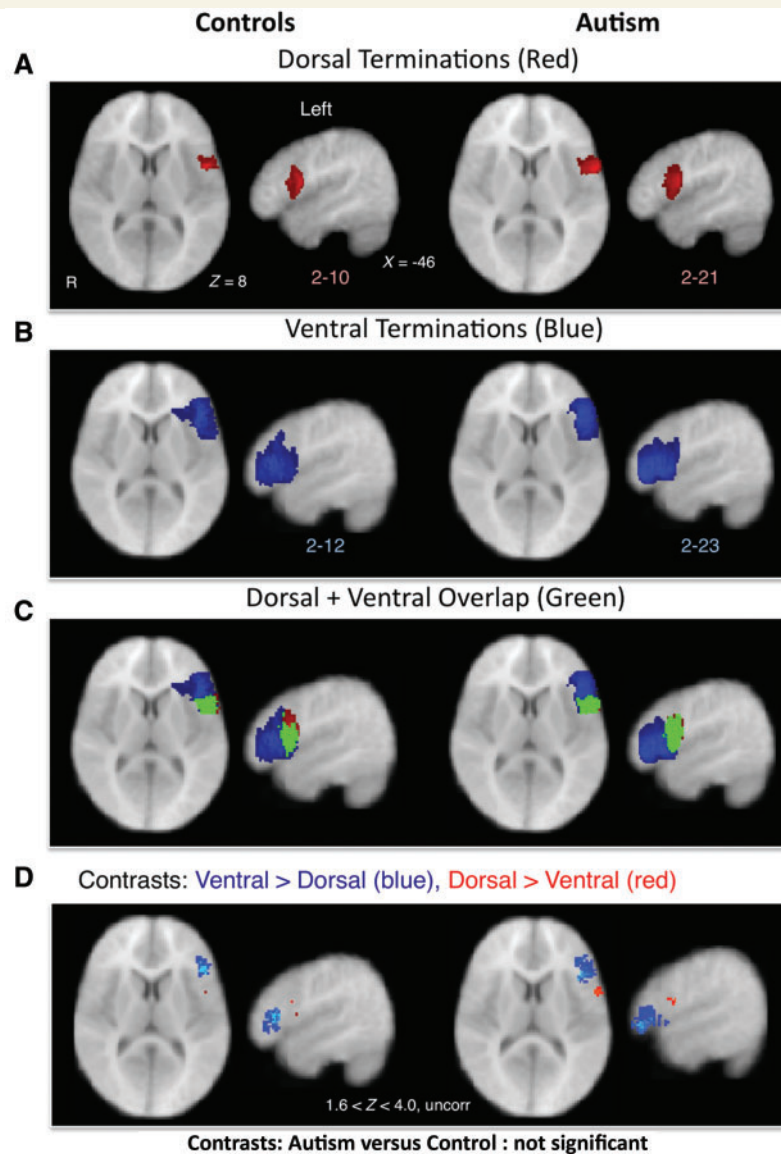 Controls Autism
A Dorsal Terminations (Red)
Left
R Z = 8 2-10 X = -46 2-21
B Ventral Terminations (Blue)
2-12 2-23
C Dorsal + Ventral Overlap (Green)
D Contrasts: Ventral > Dorsal (blue), Dorsal > Ventral (red)
1.6 < Z < 4.0, uncorr
Contrasts: Autism versus Control : not significant